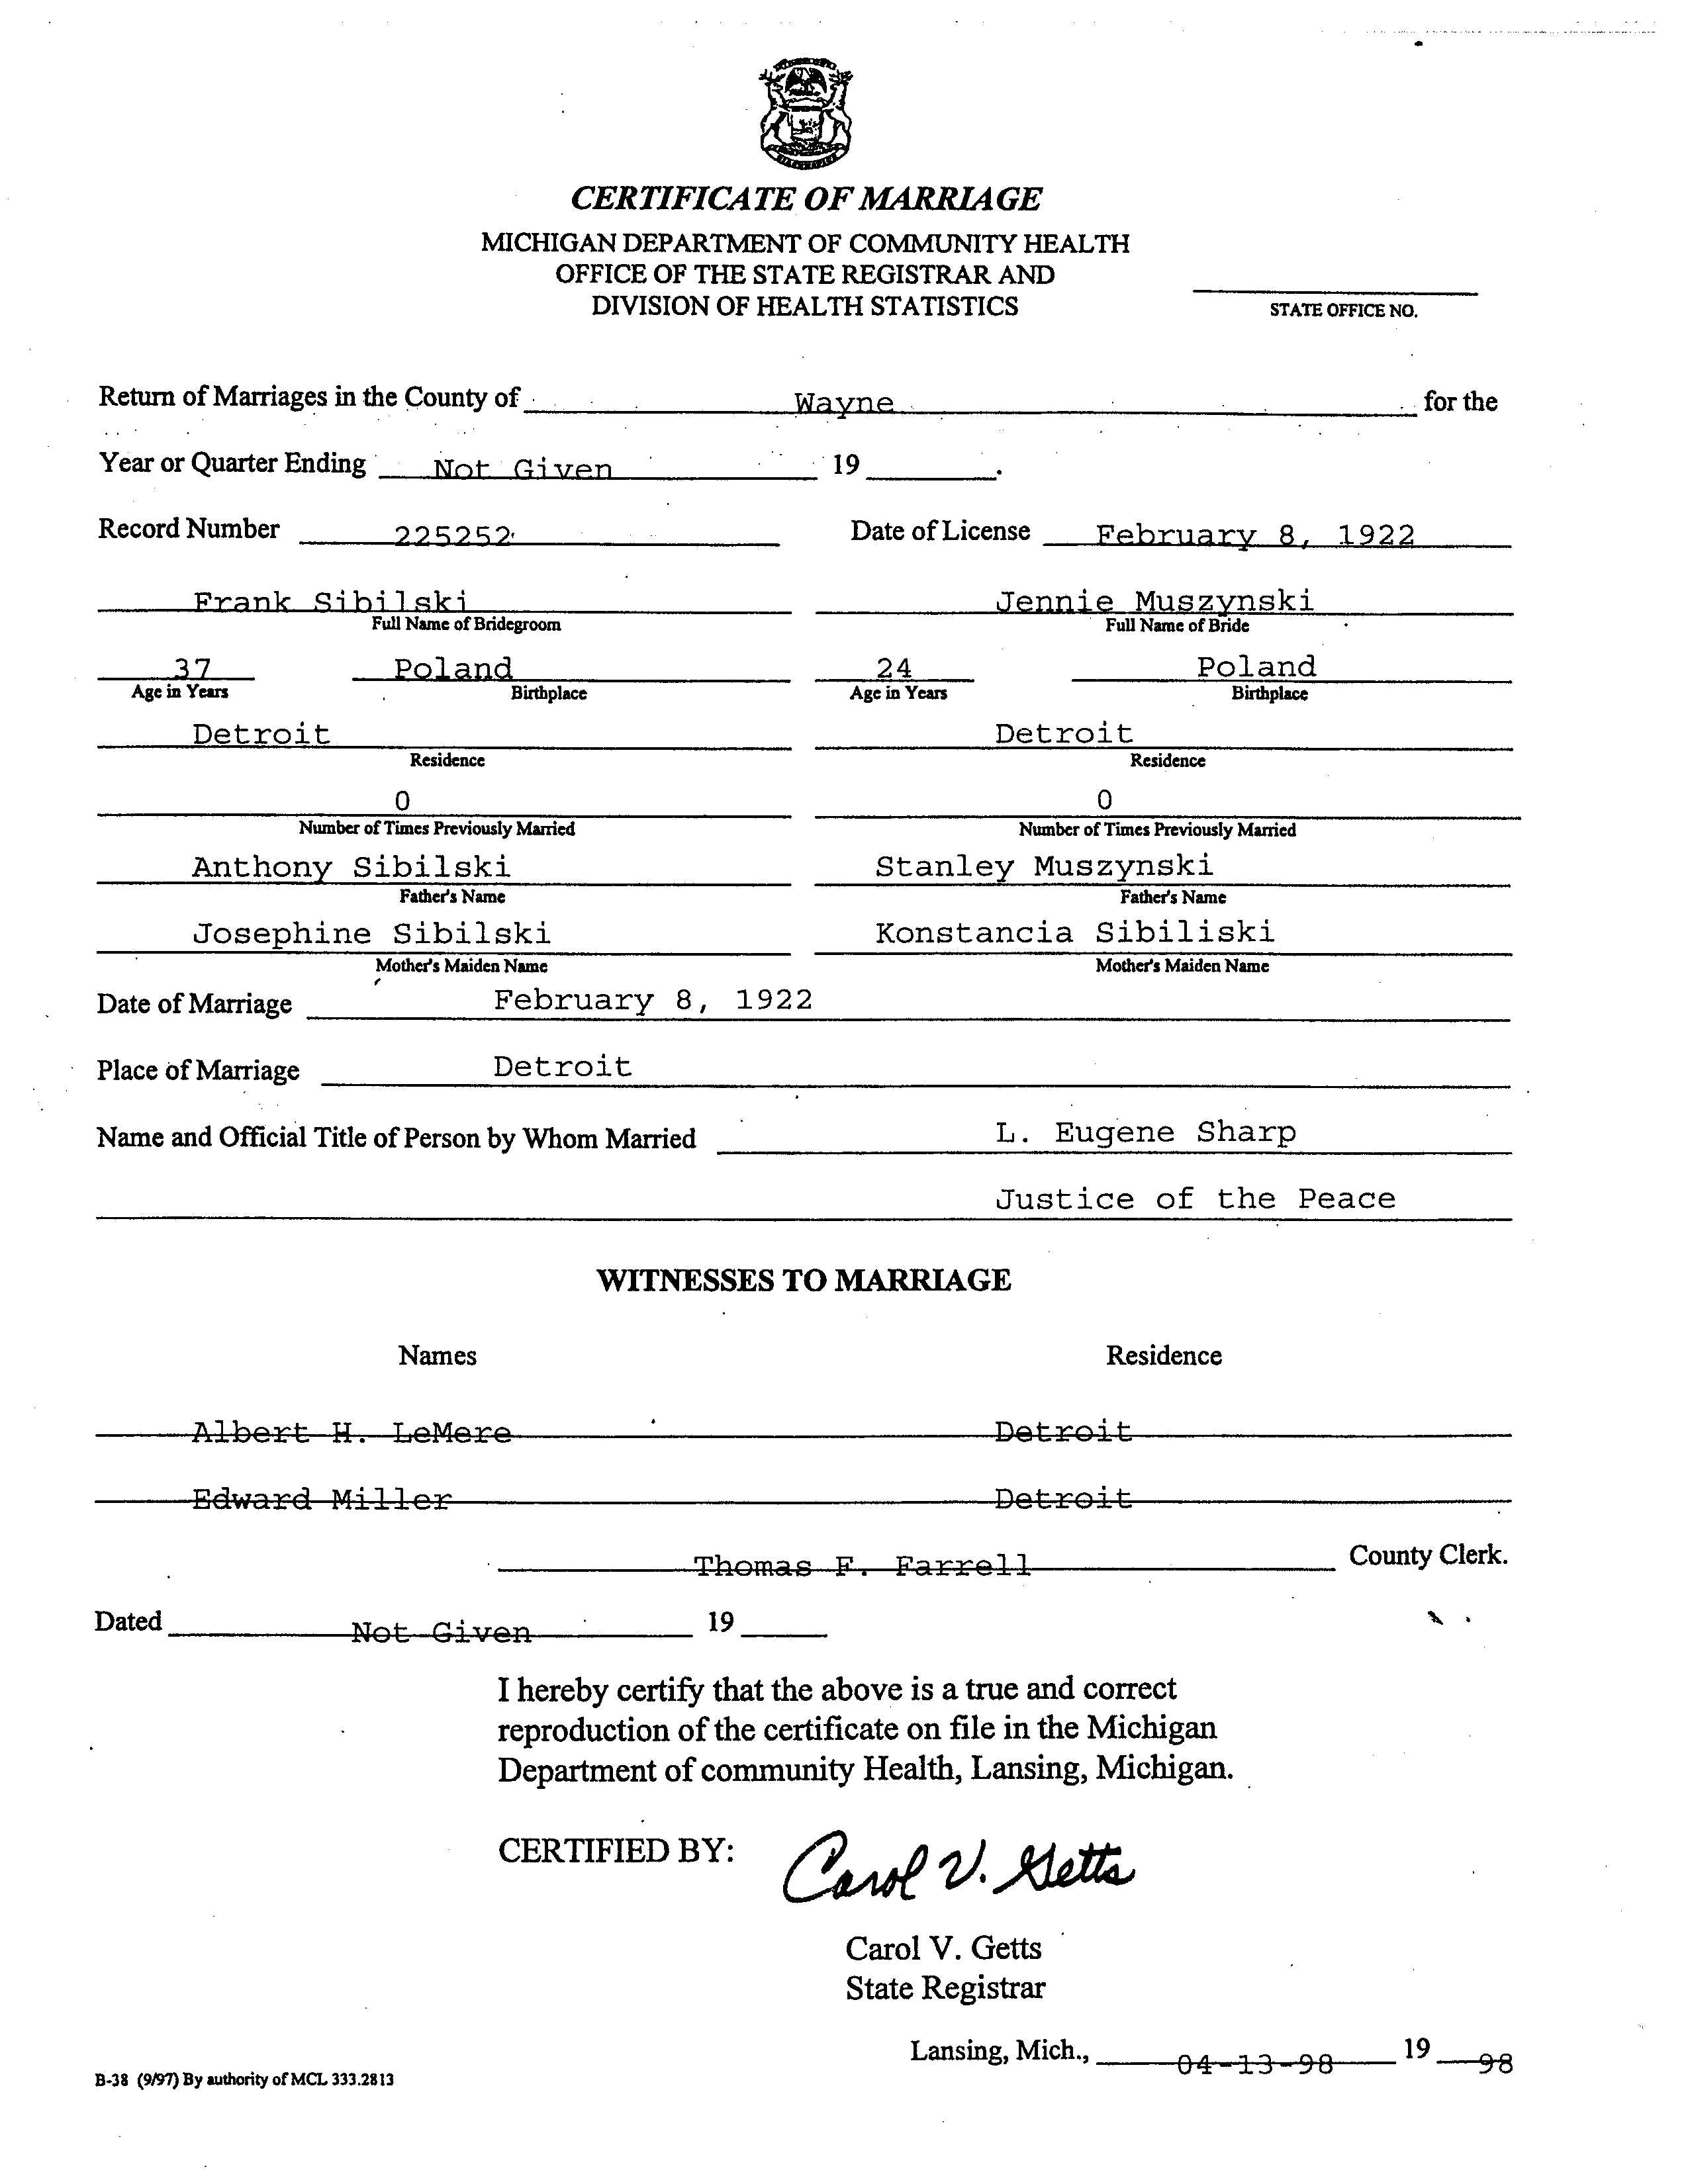 CERTIFICATE OF MARRIAGE
MICHIGAN DEPARTMENT OF COMMUNITY HEALTH
OFFICE OF THE STATE REGISTRAR AND
DIVISION OF HEALTH STATISTICS
STATE OFFICE NO.
Return of Marriages in the County of Wayne for the
Year or Quarter Ending Not Given 19 .
Record Number 225252 Date of License February 8, 1922
Frank Sibilski Jennie Muszynski
Full Name of Bridegroom Full Name of Bride
37 Poland 24 Poland
Age in Years Birthplace Age in Years Birthplace
Detroit Detroit
Residence Residence
0 0
Number of Times Previously Married Number of Times Previously Married
Anthony Sibilski Stanley Muszynski
Father's Name Father's Name
Josephine Sibilski Konstancia Sibiliski
Mother's Maiden Name Mother's Maiden Name
Date of Marriage February 8, 1922
Place of Marriage Detroit
Name and Official Title of Person by Whom Married L. Eugene Sharp
Justice of the Peace
WITNESSES TO MARRIAGE
Names Residence
Albert H. LeMere Detroit
Edward Miller Detroit
Thomas F. Farrell County Clerk.
Dated Not Given 19
I hereby certify that the above is a true and correct
reproduction of the certificate on file in the Michigan
Department of community Health, Lansing, Michigan.
CERTIFIED BY: Carol V. Getts
Carol V. Getts
State Registrar
Lansing, Mich., 04-13-98 19 98
B-38 (9/97) By authority of MCL 333.2813